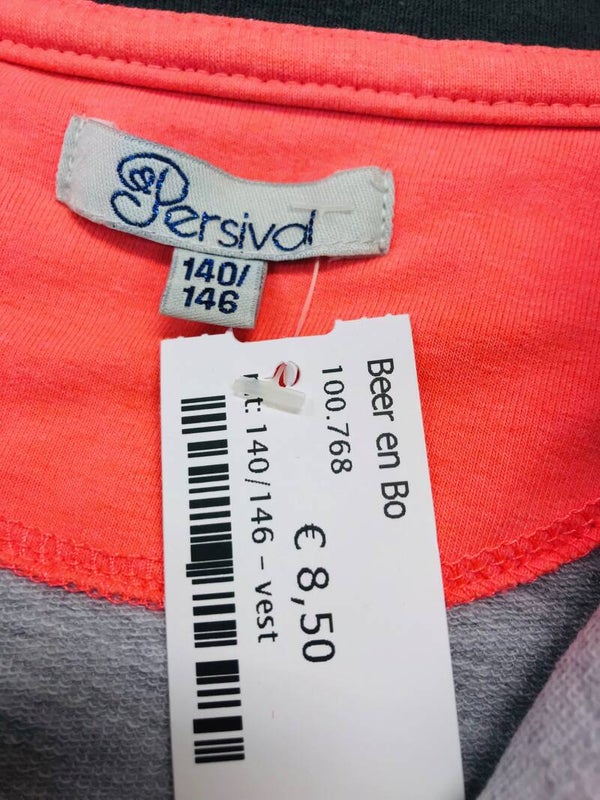 Persival
140/
146
Beer en Bo
100.768
€ 8,50
140/146 – vest